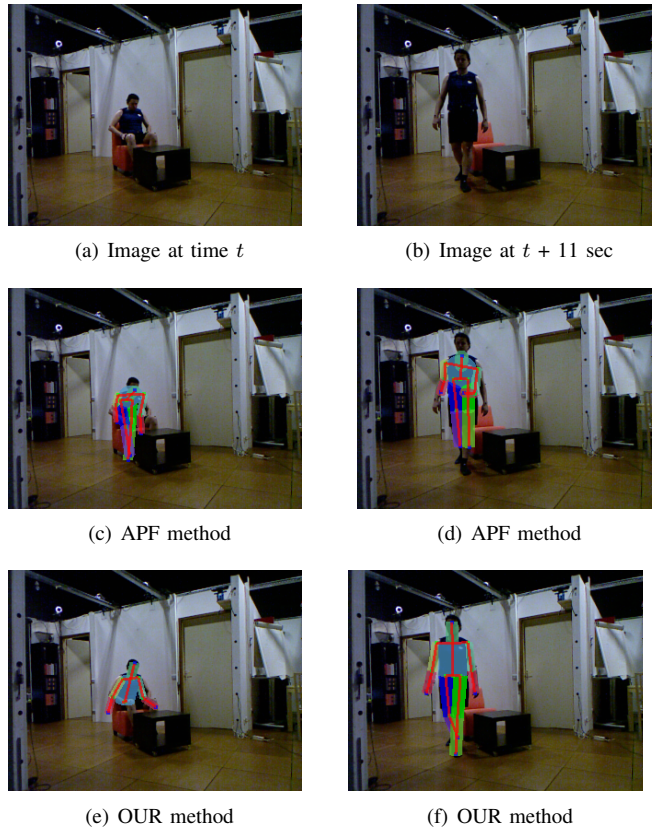 (a) Image at time t
(b) Image at t + 11 sec
(c) APF method
(d) APF method
(e) OUR method
(f) OUR method